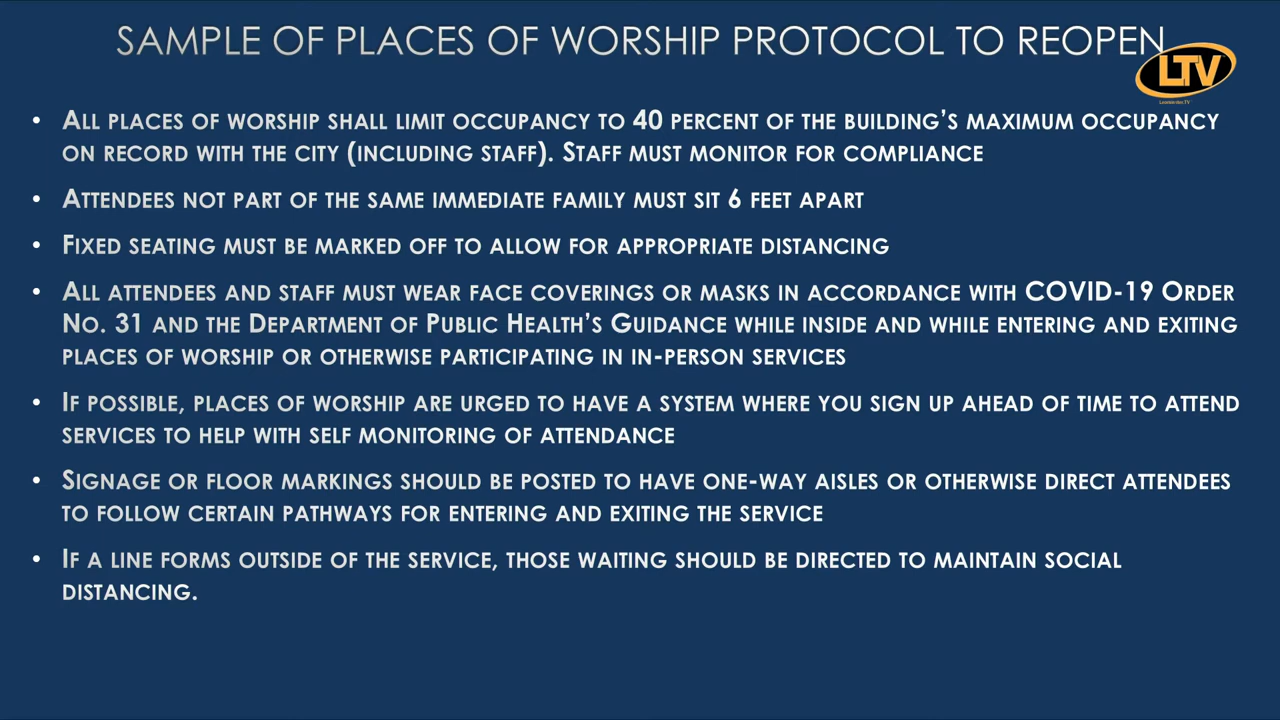 SAMPLE OF PLACES OF WORSHIP PROTOCOL TO REOPEN
LTV
• ALL PLACES OF WORSHIP SHALL LIMIT OCCUPANCY TO 40 PERCENT OF THE BUILDING'S MAXIMUM OCCUPANCY
ON RECORD WITH THE CITY (INCLUDING STAFF). STAFF MUST MONITOR FOR COMPLIANCE
• ATTENDEES NOT PART OF THE SAME IMMEDIATE FAMILY MUST SIT 6 FEET APART
• FIXED SEATING MUST BE MARKED OFF TO ALLOW FOR APPROPRIATE DISTANCING
• ALL ATTENDEES AND STAFF MUST WEAR FACE COVERINGS OR MASKS IN ACCORDANCE WITH COVID-19 ORDER
NO. 31 AND THE DEPARTMENT OF PUBLIC HEALTH'S GUIDANCE WHILE INSIDE AND WHILE ENTERING AND EXITING
PLACES OF WORSHIP OR OTHERWISE PARTICIPATING IN IN-PERSON SERVICES
• IF POSSIBLE, PLACES OF WORSHIP ARE URGED TO HAVE A SYSTEM WHERE YOU SIGN UP AHEAD OF TIME TO ATTEND
SERVICES TO HELP WITH SELF MONITORING OF ATTENDANCE
• SIGNAGE OR FLOOR MARKINGS SHOULD BE POSTED TO HAVE ONE-WAY AISLES OR OTHERWISE DIRECT ATTENDEES
TO FOLLOW CERTAIN PATHWAYS FOR ENTERING AND EXITING THE SERVICE
• IF A LINE FORMS OUTSIDE OF THE SERVICE, THOSE WAITING SHOULD BE DIRECTED TO MAINTAIN SOCIAL
DISTANCING.